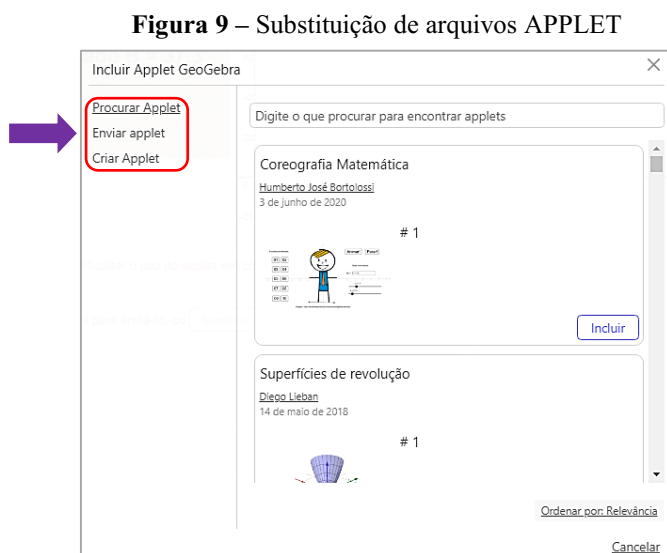 Figura 9 – Substituição de arquivos APPLET
Incluir Applet GeoGebra
Procurar Applet
Enviar applet
Criar Applet
Digite o que procurar para encontrar applets
Coreografia Matemática
Humberto José Bortolossi
3 de junho de 2020
# 1
Incluir
Superfícies de revolução
Diego Lieban
14 de maio de 2018
# 1
Ordenar por: Relevância
Cancelar